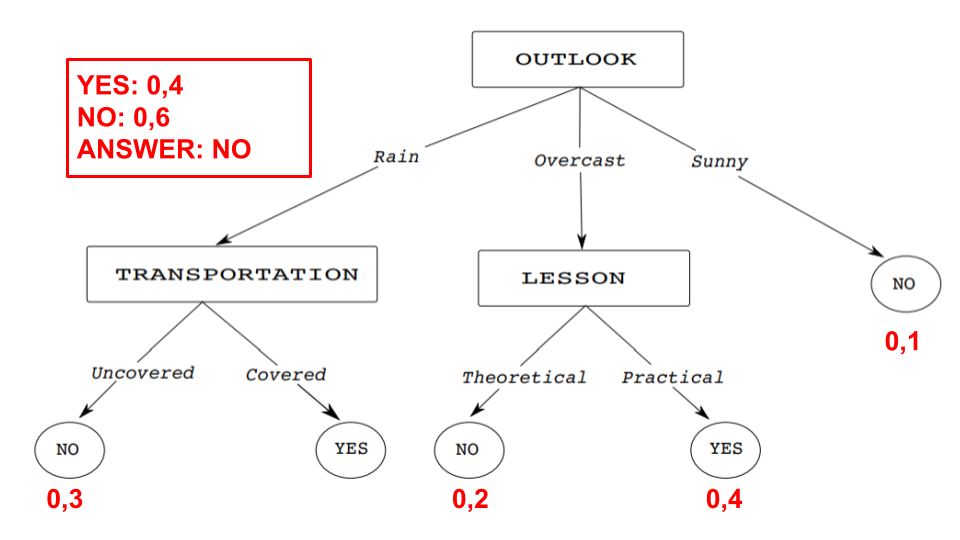 OUTLOOK
YES: 0,4
NO: 0,6
ANSWER: NO
Rain
Overcast
Sunny
TRANSPORTATION
LESSON
NO
0,1
Uncovered
Covered
Theoretical
Practical
NO
YES
NO
YES
0,3
0,2
0,4